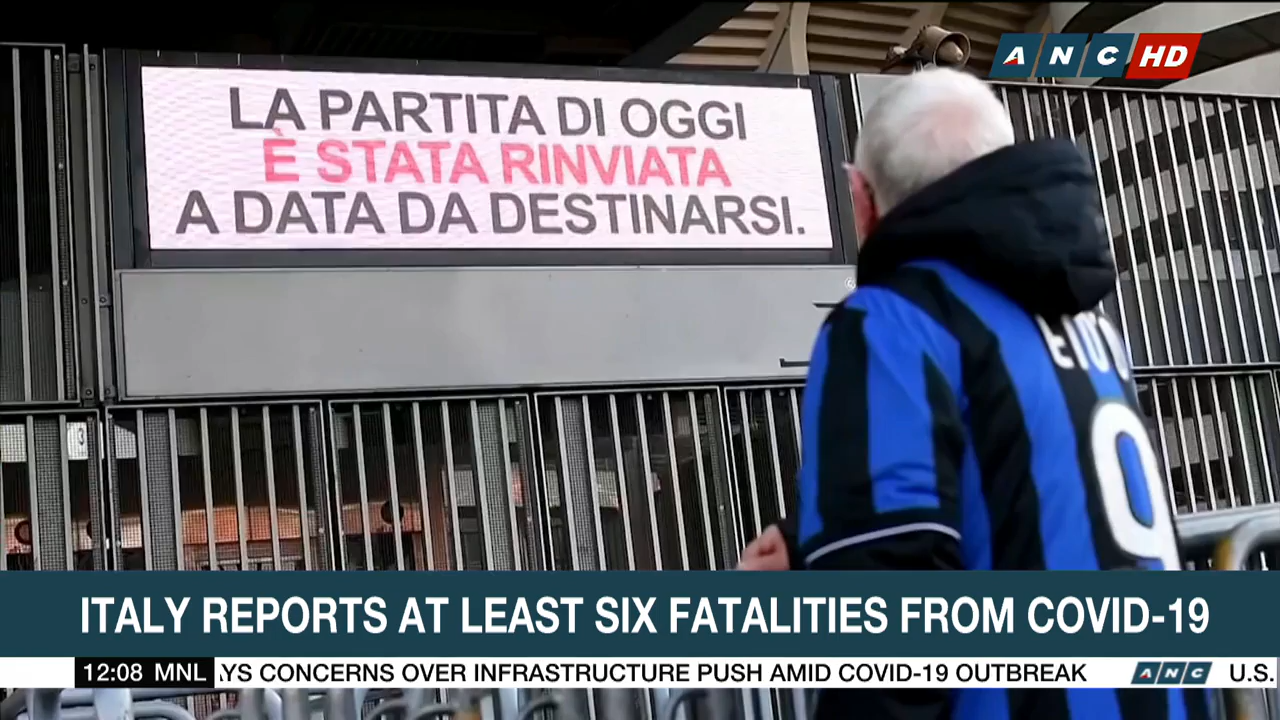 ANC HD
LA PARTITA DI OGGI
È STATA RINVIATA
A DATA DA DESTINARSI.
9
ITALY REPORTS AT LEAST SIX FATALITIES FROM COVID-19
12:08 MNL
CONCERNS OVER INFRASTRUCTURE PUSH AMID COVID-19 OUTBREAK ANC U.S.